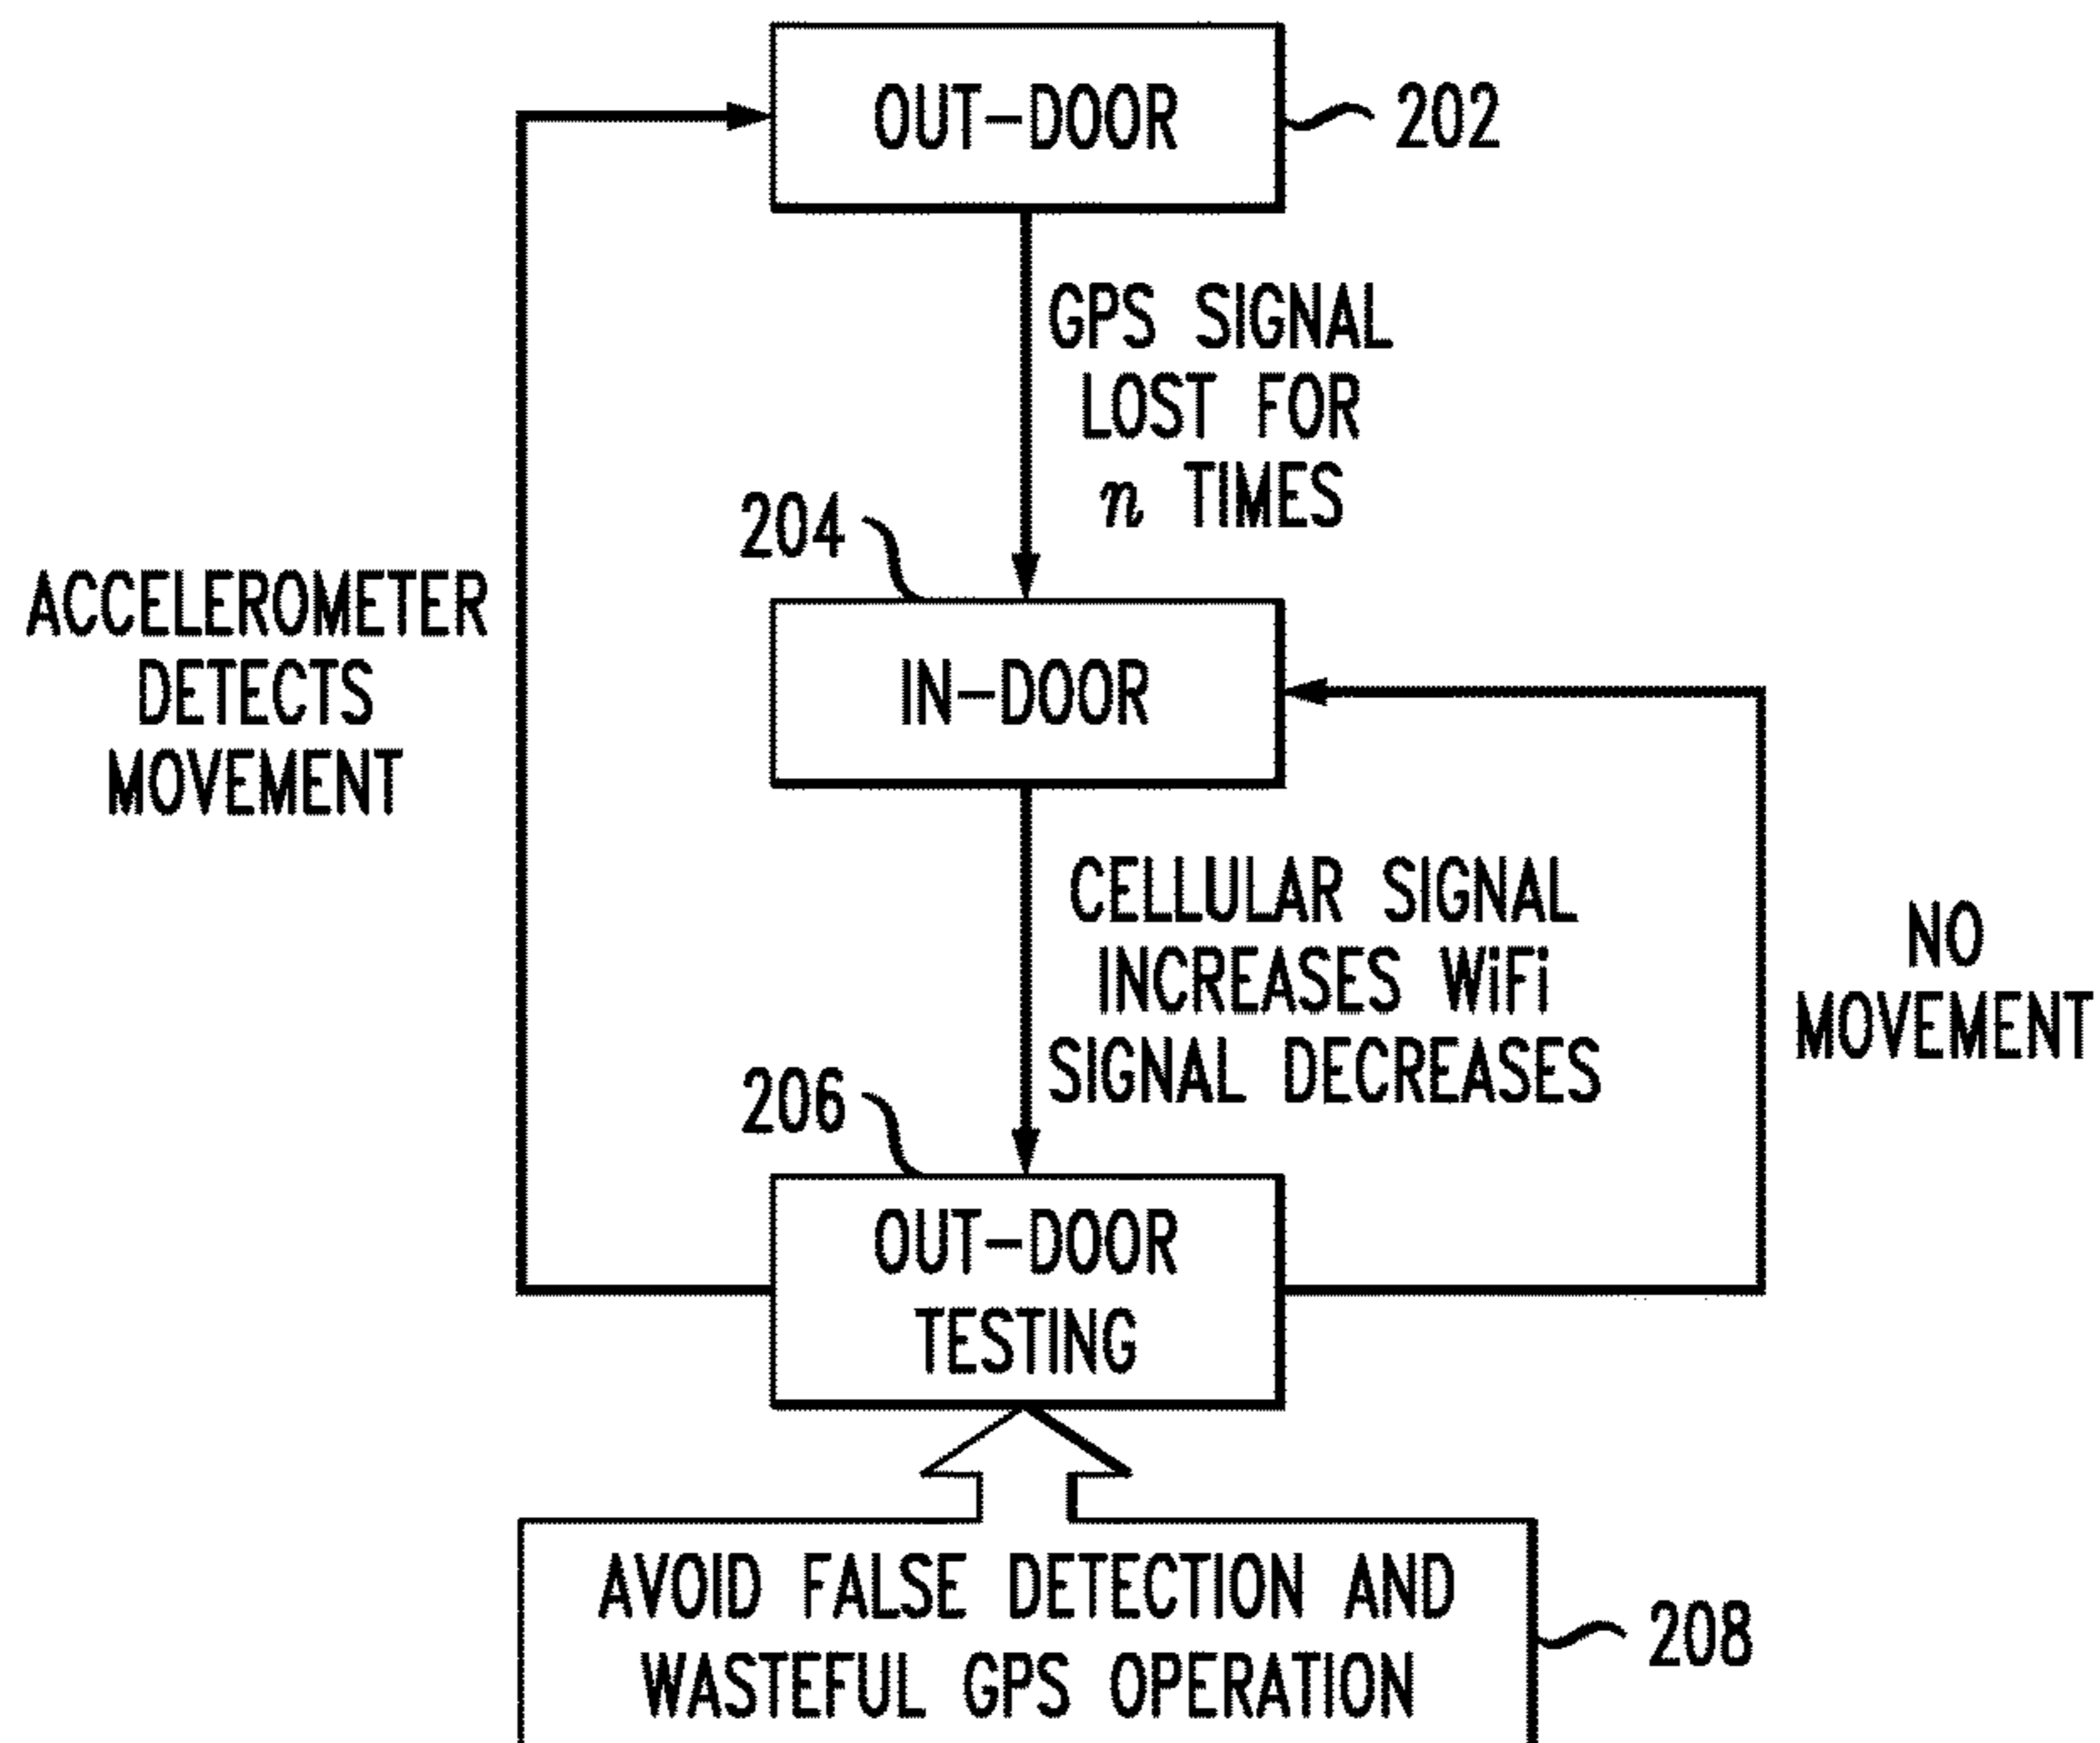 OUT-DOOR
202
GPS SIGNAL
LOST FOR
n TIMES
204
ACCELEROMETER
DETECTS
MOVEMENT
IN-DOOR
CELLULAR SIGNAL
INCREASES WiFi
SIGNAL DECREASES
NO
MOVEMENT
206
OUT-DOOR
TESTING
AVOID FALSE DETECTION AND
WASTEFUL GPS OPERATION
208